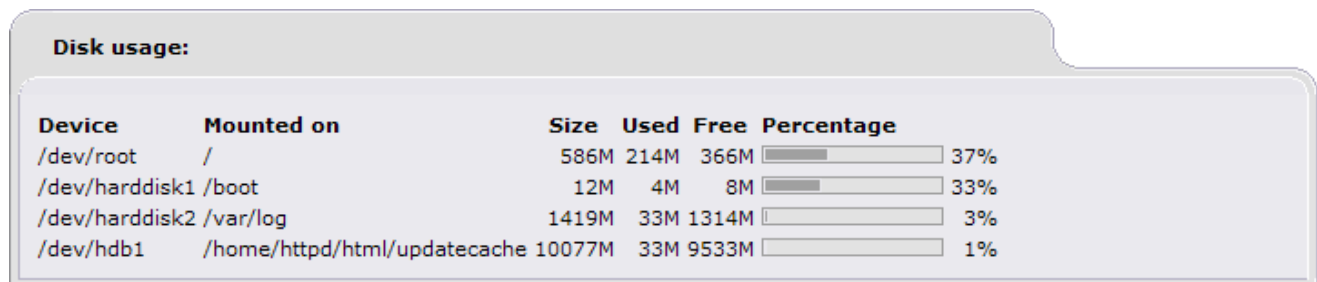 Disk usage:
Device Mounted on Size Used Free Percentage
/dev/root / 586M 214M 366M 37%
/dev/harddisk1 /boot 12M 4M 8M 33%
/dev/harddisk2 /var/log 1419M 33M 1314M 3%
/dev/hdb1 /home/httpd/html/updatecache 10077M 33M 9533M 1%